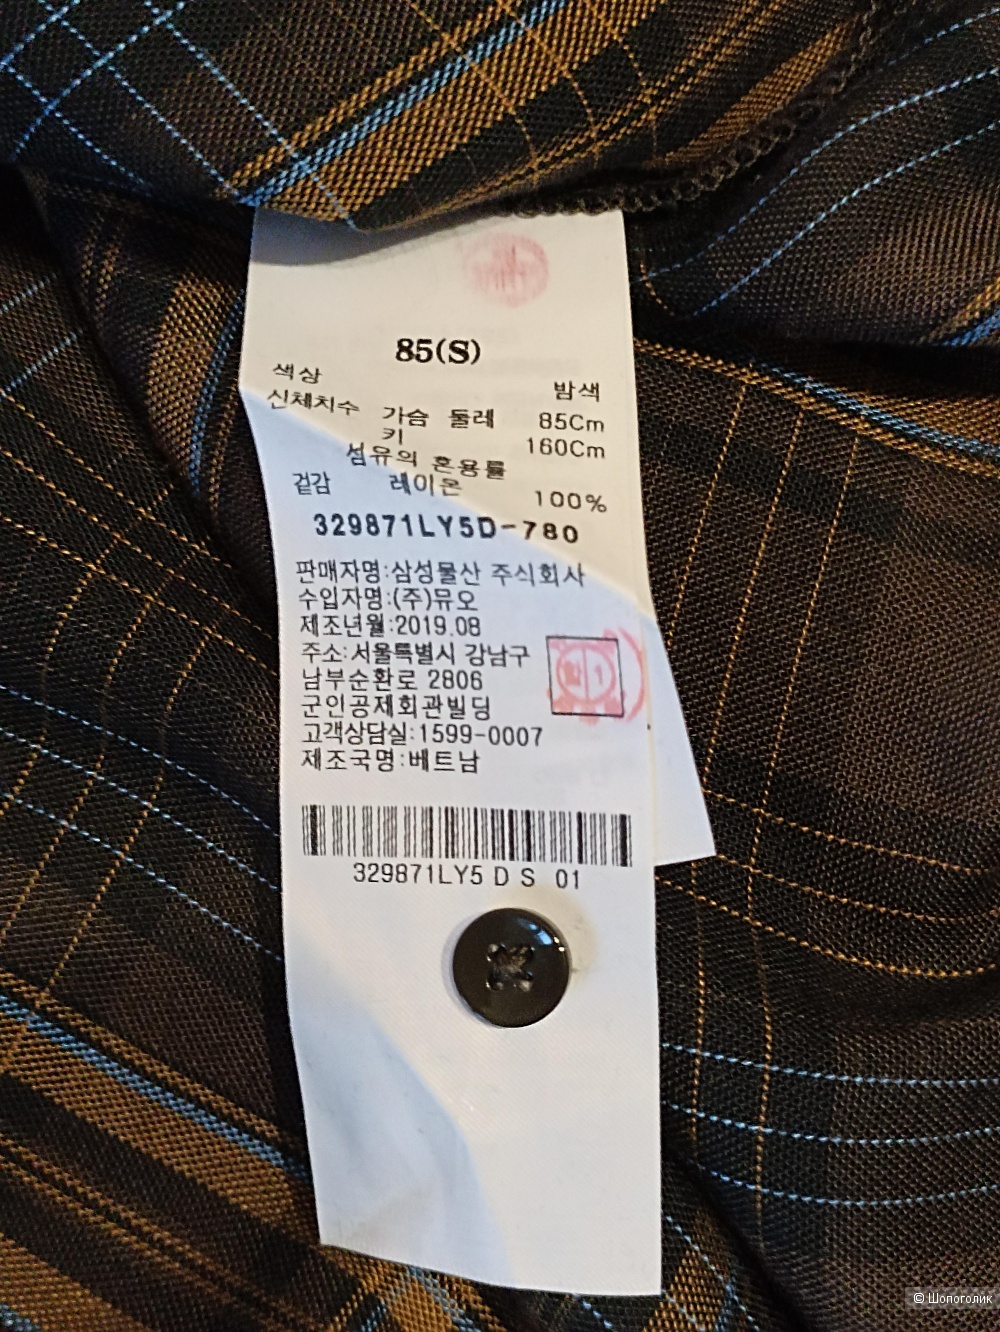 85(S)
색상 밤색
신체치수 가슴 둘레 85Cm
키 160Cm
섬유의 혼용률
겉감 레이온 100%
329871LY5D-780
판매자명:삼성물산 주식회사
수입자명:(주)뮤오
제조년월:2019.08
주소:서울특별시 강남구
남부순환로 2806
군인공제회관빌딩
고객상담실:1599-0007
제조국명:베트남
329871LY5 D S 01
© Шопоголик